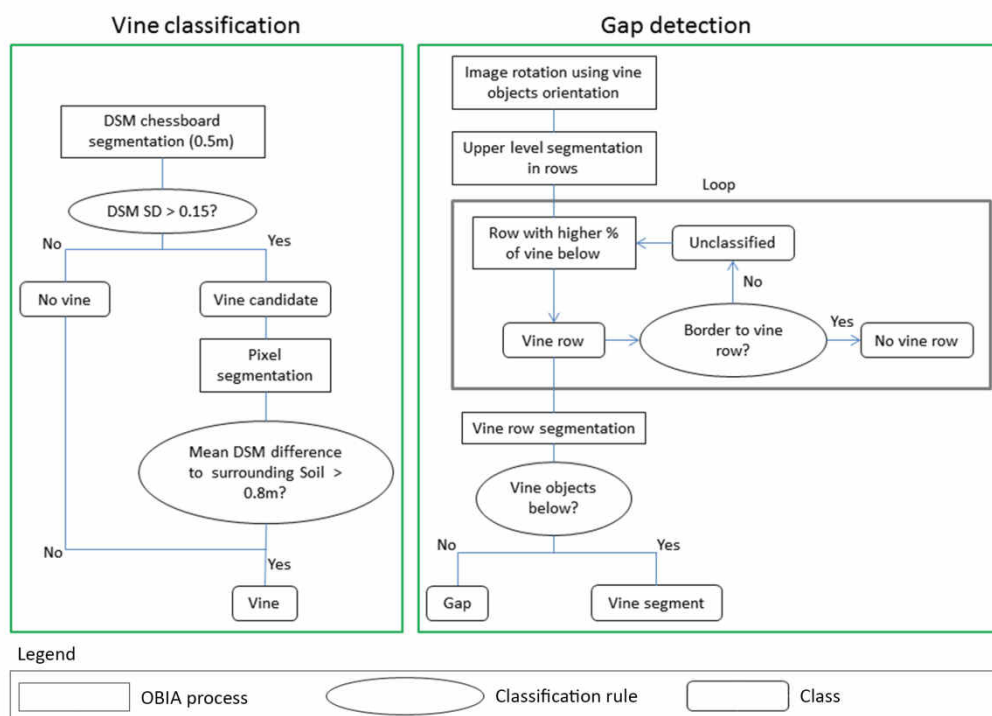 Vine classification
DSM chessboard
segmentation (0.5m)
DSM SD > 0.15?
No
Yes
No vine
Vine candidate
Pixel
segmentation
Mean DSM difference
to surrounding Soil >
0.8m?
No
Yes
Vine
Gap detection
Image rotation using vine
objects orientation
Upper level segmentation
in rows
Loop
Row with higher %
of vine below
Unclassified
No
Vine row
Border to vine
row?
Yes
No vine row
Vine row segmentation
Vine objects
below?
No
Yes
Gap
Vine segment
Legend
OBIA process
Classification rule
Class